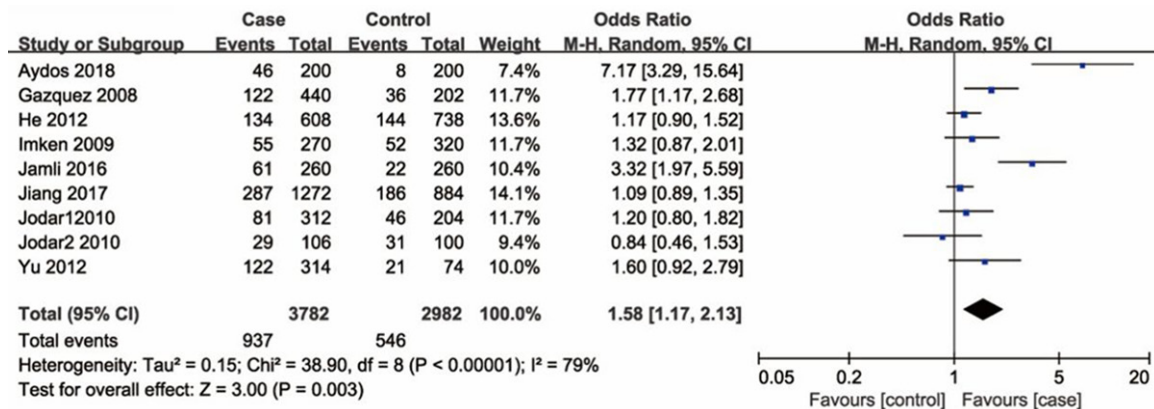 Case Control Odds Ratio Odds Ratio
Study or Subgroup Events Total Events Total Weight M-H. Random. 95% CI M-H. Random. 95% CI
Aydos 2018 46 200 8 200 7.4% 7.17 [3.29, 15.64]
Gazquez 2008 122 440 36 202 11.7% 1.77 [1.17, 2.68]
He 2012 134 608 144 738 13.6% 1.17 [0.90, 1.52]
Imken 2009 55 270 52 320 11.7% 1.32 [0.87, 2.01]
Jamli 2016 61 260 22 260 10.4% 3.32 [1.97, 5.59]
Jiang 2017 287 1272 186 884 14.1% 1.09 [0.89, 1.35]
Jodar12010 81 312 46 204 11.7% 1.20 [0.80, 1.82]
Jodar2 2010 29 106 31 100 9.4% 0.84 [0.46, 1.53]
Yu 2012 122 314 21 74 10.0% 1.60 [0.92, 2.79]
Total (95% CI) 3782 2982 100.0% 1.58 [1.17, 2.13]
Total events 937 546
Heterogeneity: Tau² = 0.15; Chi² = 38.90, df = 8 (P < 0.00001); I² = 79%
Test for overall effect: Z = 3.00 (P = 0.003)
0.05 0.2 1 5 20
Favours [control] Favours [case]